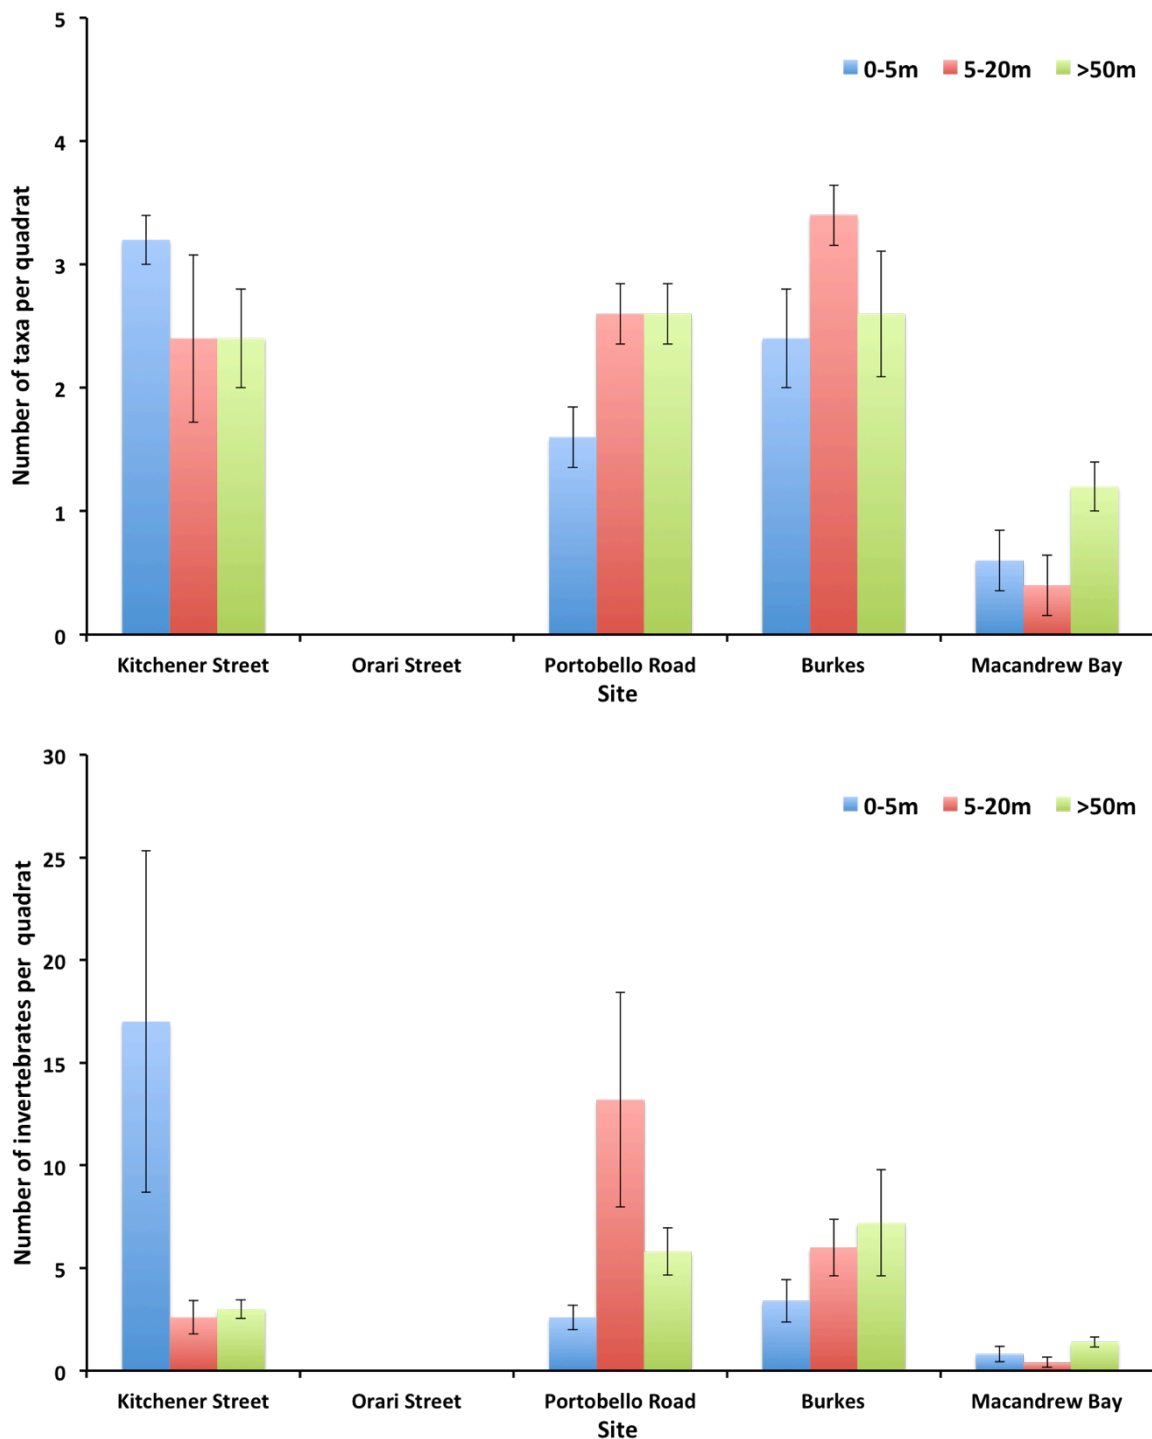 5
0-5m 5-20m >50m
4
3
2
1
0
Number of taxa per quadrat
Kitchener Street Orari Street Portobello Road Burkes Macandrew Bay
Site
30
0-5m 5-20m >50m
25
20
15
10
5
0
Number of invertebrates per quadrat
Kitchener Street Orari Street Portobello Road Burkes Macandrew Bay
Site